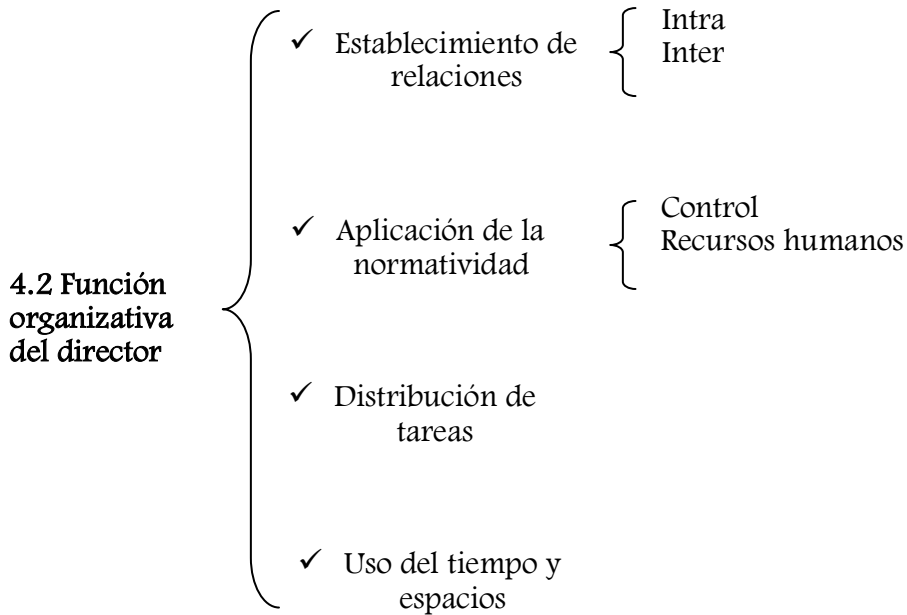 4.2 Función
organizativa
del director
✓ Establecimiento de
relaciones
Intra
Inter
✓ Aplicación de la
normatividad
Control
Recursos humanos
✓ Distribución de
tareas
✓ Uso del tiempo y
espacios